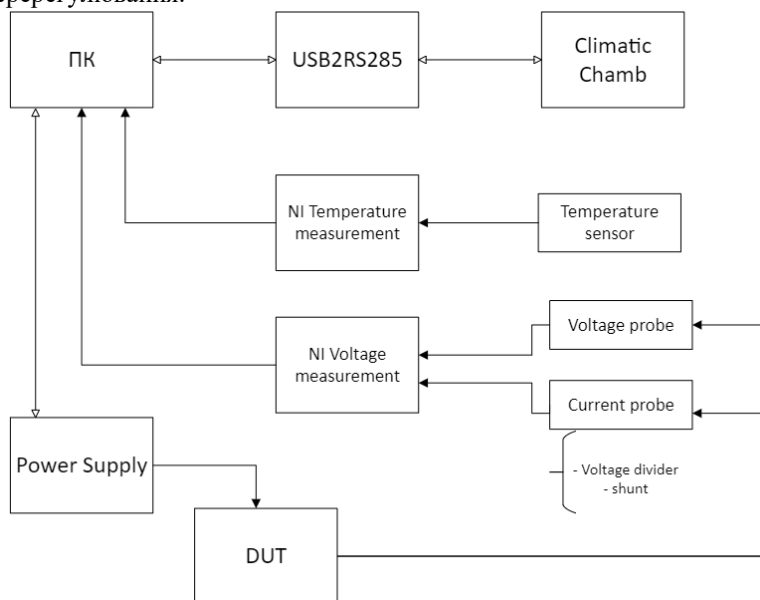 ПК
USB2RS285
Climatic
Chamb
NI Temperature
measurement
Temperature
sensor
NI Voltage
measurement
Voltage probe
Current probe
- Voltage divider
- shunt
Power Supply
DUT